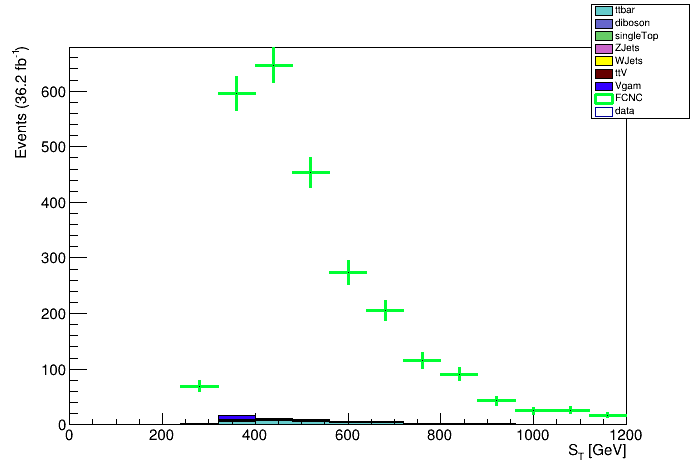 ttbar
diboson
singleTop
ZJets
WJets
ttV
Vgam
FCNC
data
Events (36.2 fb⁻¹)
600
500
400
300
200
100
0
0 200 400 600 800 1000 1200
S_T [GeV]